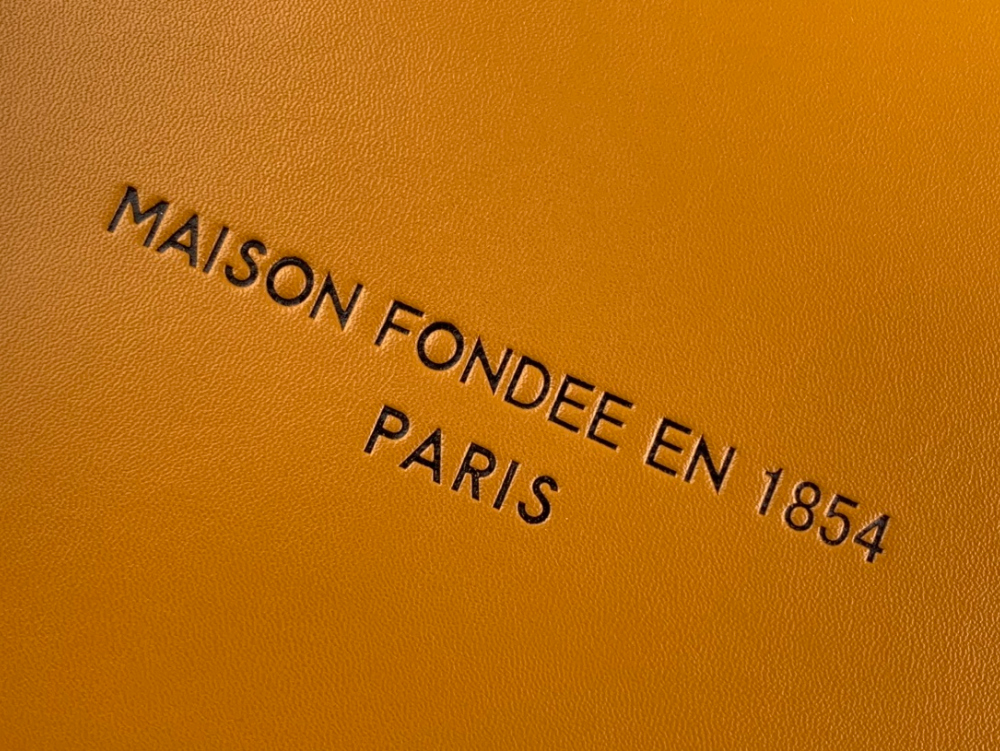 MAISON FONDEE EN 1854
PARIS